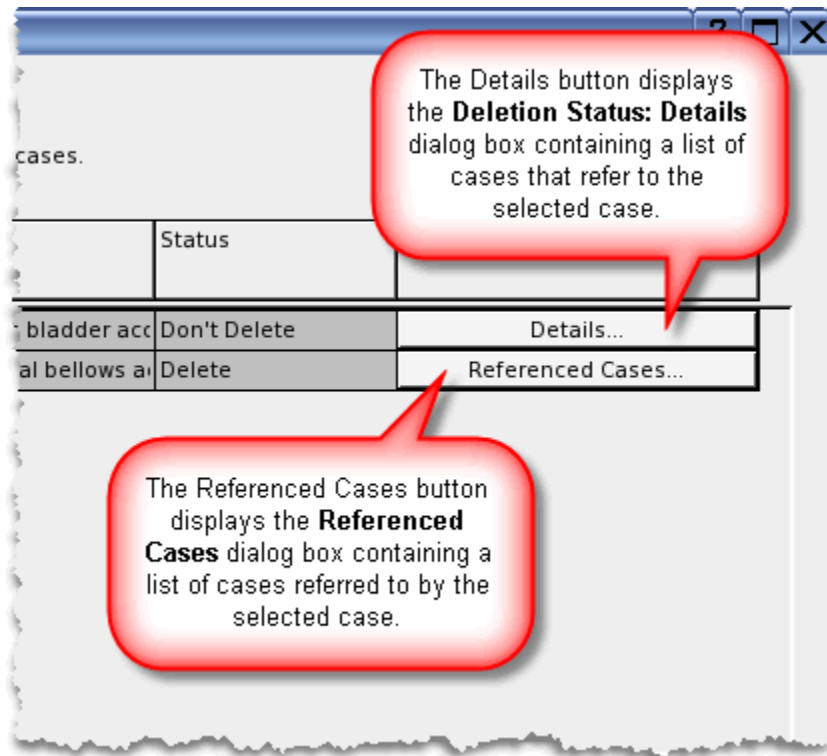 The Details button displays
the Deletion Status: Details
dialog box containing a list of
cases that refer to the
selected case.
cases.
Status
bladder acc Don't Delete Details...
al bellows a Delete Referenced Cases...
The Referenced Cases button
displays the Referenced
Cases dialog box containing a
list of cases referred to by the
selected case.